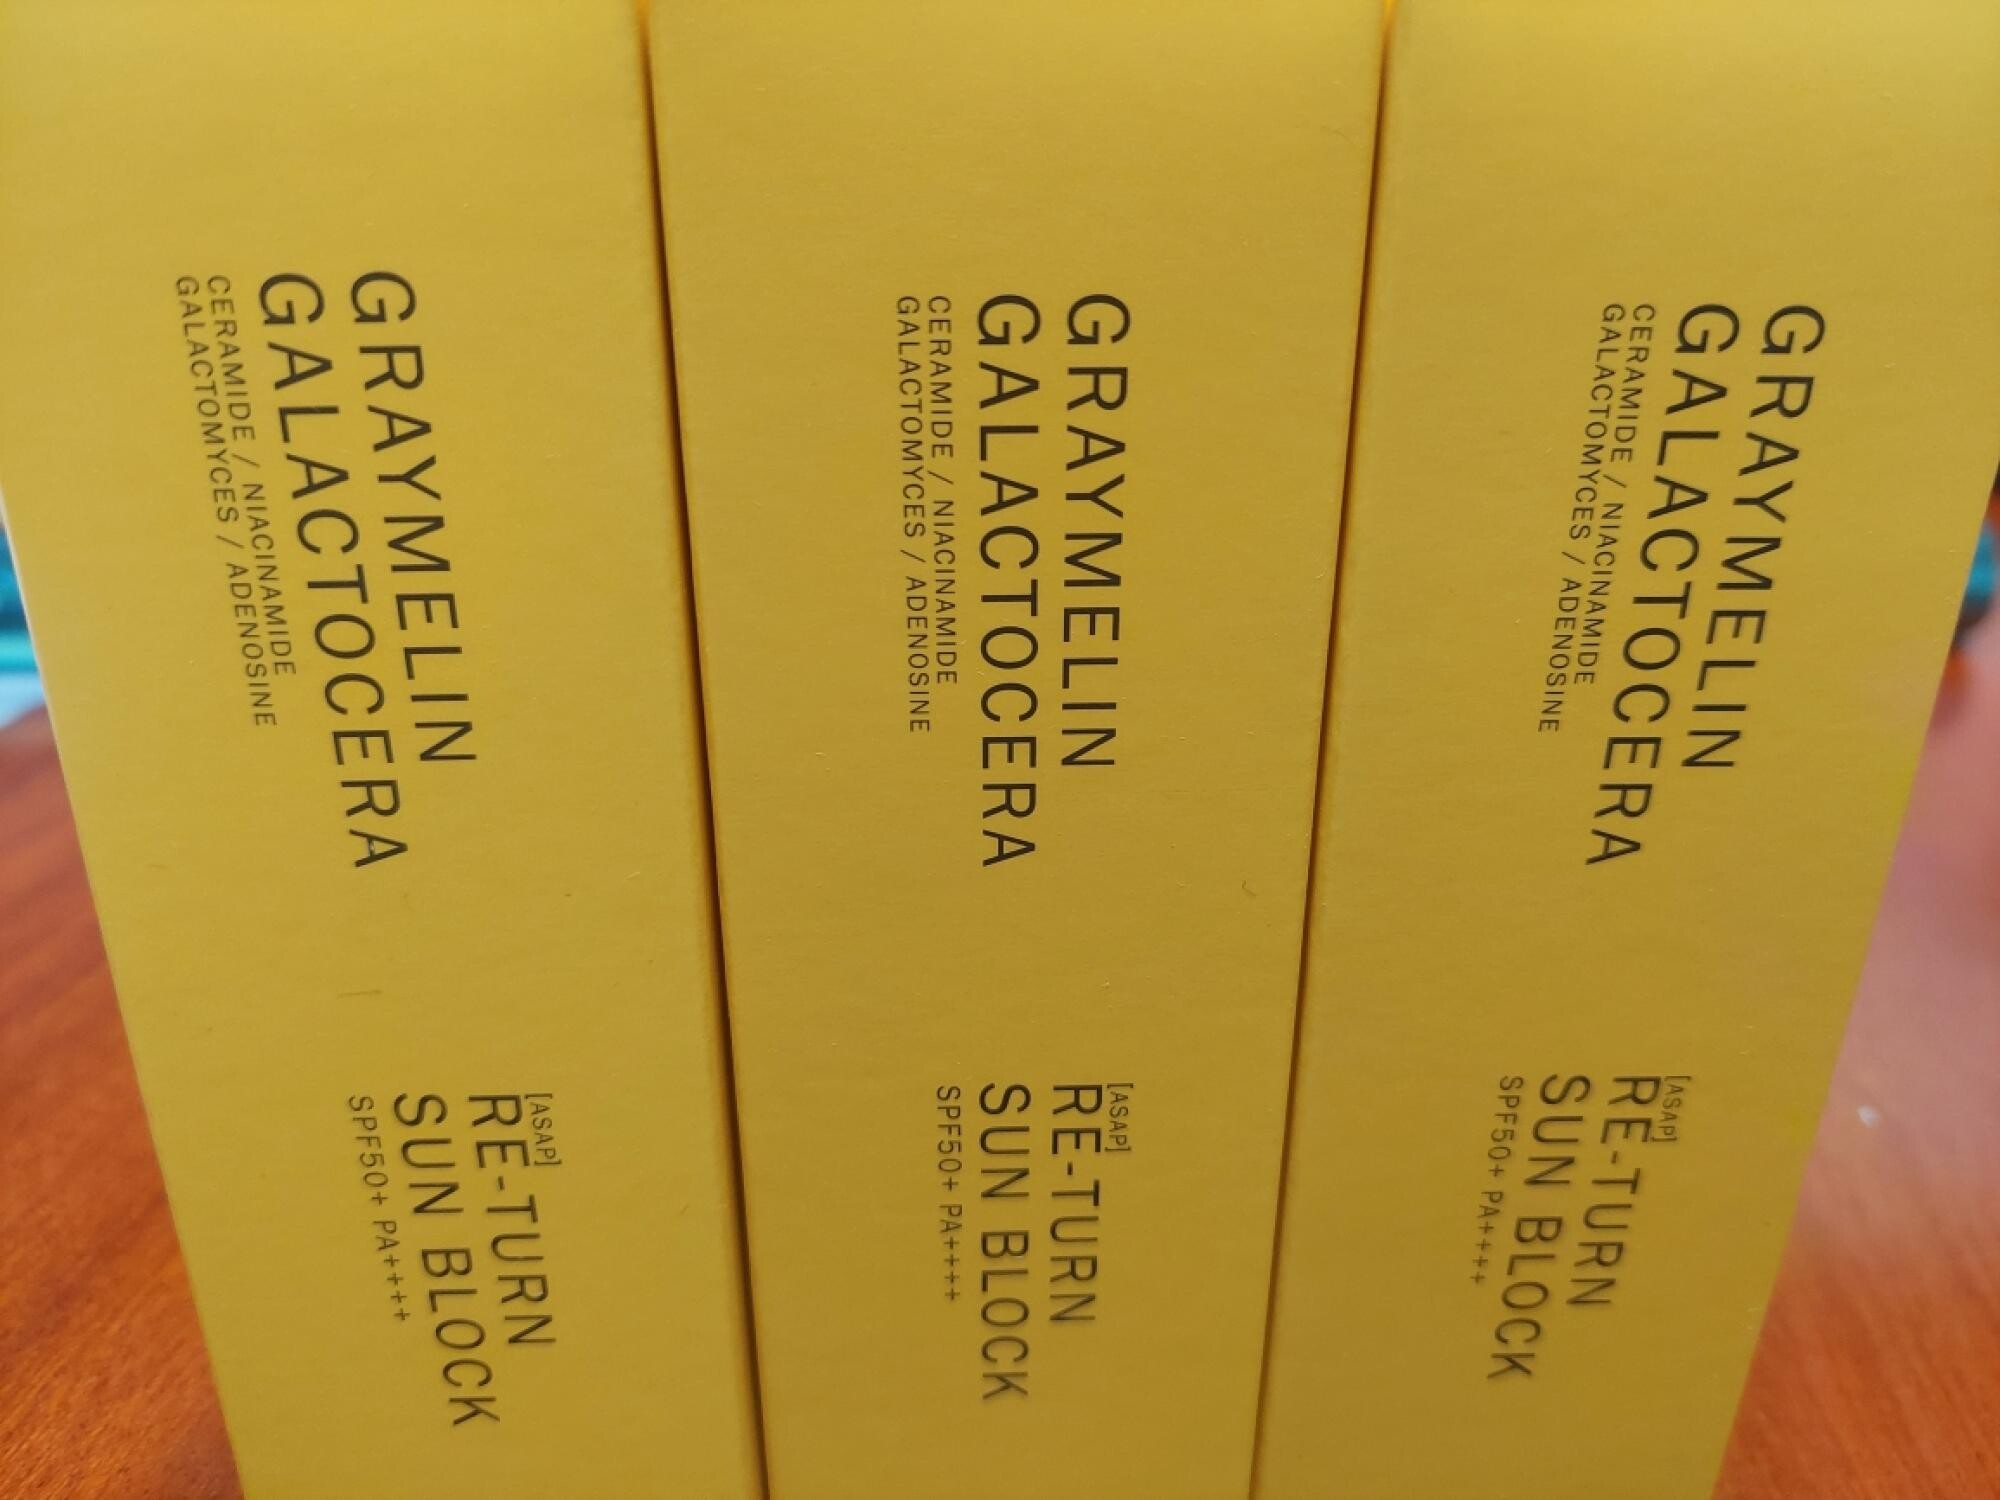 GRAYMELIN
GALACTOCERA
CERAMIDE / NIACINAMIDE
GALACTOMYCES / ADENOSINE
[ASAP]
RE-TURN
SUN BLOCK
SPF50+ PA++++
GRAYMELIN
GALACTOCERA
CERAMIDE / NIACINAMIDE
GALACTOMYCES / ADENOSINE
[ASAP]
RE-TURN
SUN BLOCK
SPF50+ PA++++
GRAYMELIN
GALACTOCERA
CERAMIDE / NIACINAMIDE
GALACTOMYCES / ADENOSINE
[ASAP]
RE-TURN
SUN BLOCK
SPF50+ PA++++